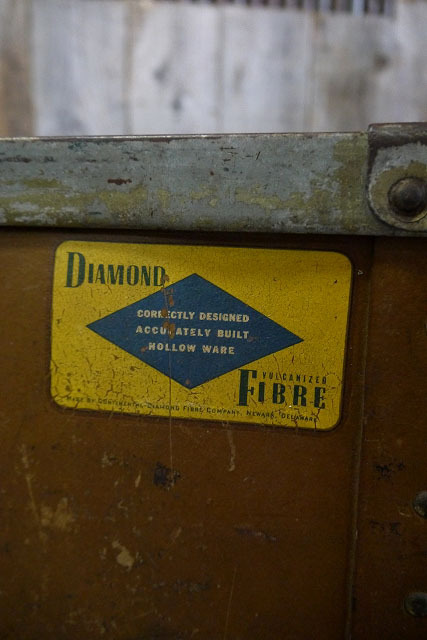 DIAMOND
CORRECTLY DESIGNED
ACCURATELY BUILT
HOLLOW WARE
VULCANIZED
FIBRE
MADE BY CONTINENTAL-DIAMOND FIBRE COMPANY, NEWARK, DELAWARE